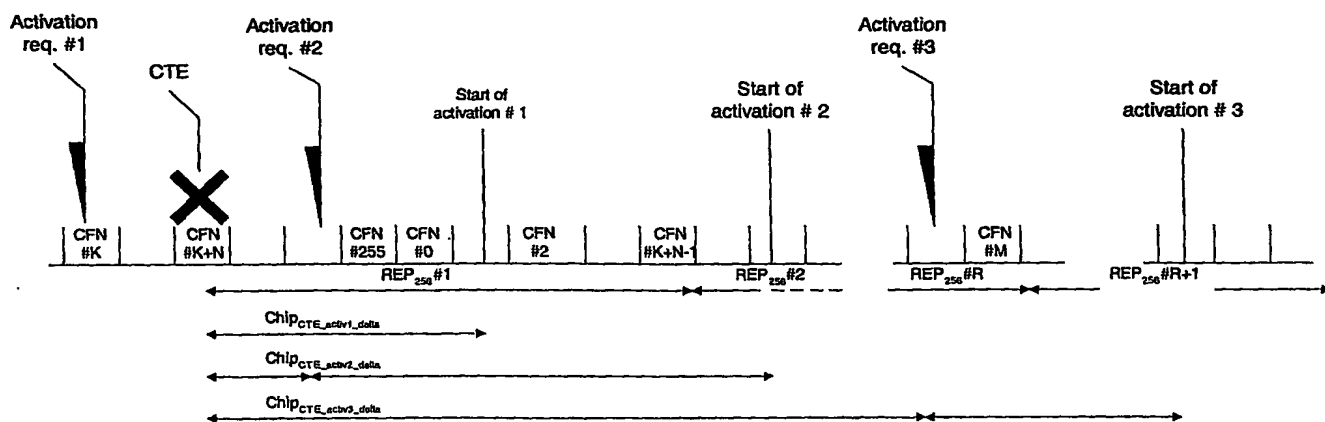 Activation
req. #1
CTE
Activation
req. #2
Start of
activation # 1
Start of
activation # 2
Activation
req. #3
Start of
activation # 3
CFN
#K
CFN
#K+N
CFN
#255
CFN
#0
CFN
#2
CFN
#K+N-1
CFN
#M
REP256#1
REP256#2
REP256#R
REP256#R+1
ChipCTE_activ1_delta
ChipCTE_activ2_delta
ChipCTE_activ3_delta